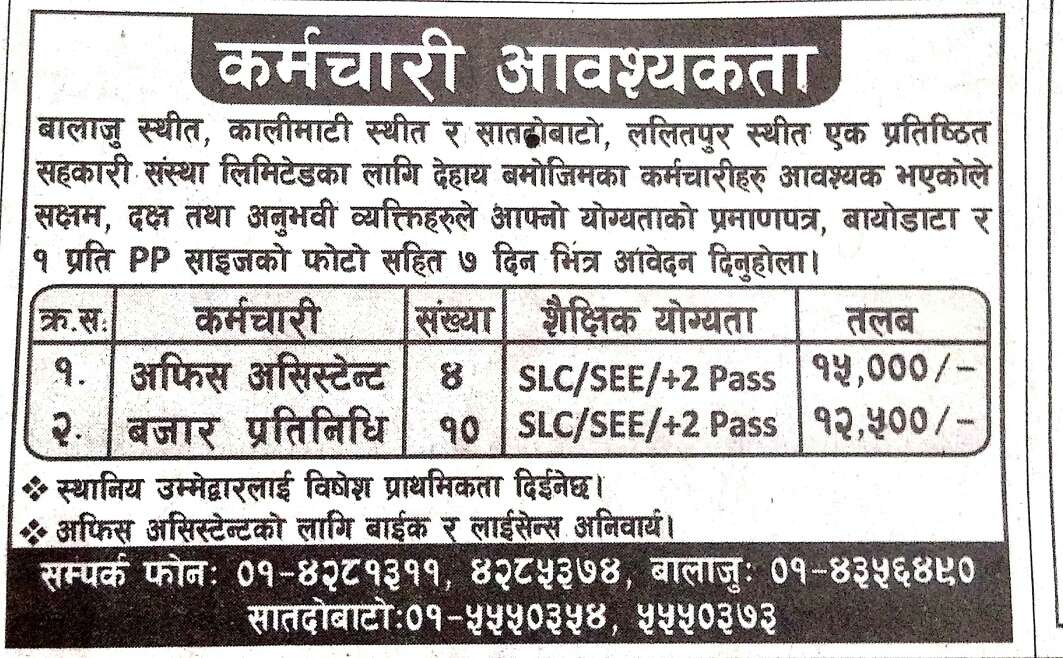 कर्मचारी आवश्यकता
बालाजु स्थीत, कालीमाटी स्थीत र सातदोबाटो, ललितपुर स्थीत एक प्रतिष्ठित
सहकारी संस्था लिमिटेडका लागि देहाय बमोजिमका कर्मचारीहरु आवश्यक भएकोले
सक्षम, दक्ष तथा अनुभवी व्यक्तिहरुले आफ्नो योग्यताको प्रमाणपत्र, बायोडाटा र
१ प्रति PP साइजको फोटो सहित ७ दिन भित्र आवेदन दिनुहोला।
क्र.सः कर्मचारी संख्या शैक्षिक योग्यता तलब
१. अफिस असिस्टेन्ट ४ SLC/SEE/+2 Pass १५,०००/-
२. बजार प्रतिनिधि १० SLC/SEE/+2 Pass १२,५००/-
❖ स्थानिय उम्मेद्वारलाई विषेश प्राथमिकता दिईनेछ।
❖ अफिस असिस्टेन्टको लागि बाईक र लाईसेन्स अनिवार्य।
सम्पर्क फोनः ०१-४२८१३११, ४२८५३७४, बालाजुः ०१-४३५६४९०
सातदोबाटो:०१-५५५०३५४, ५५५०३७३